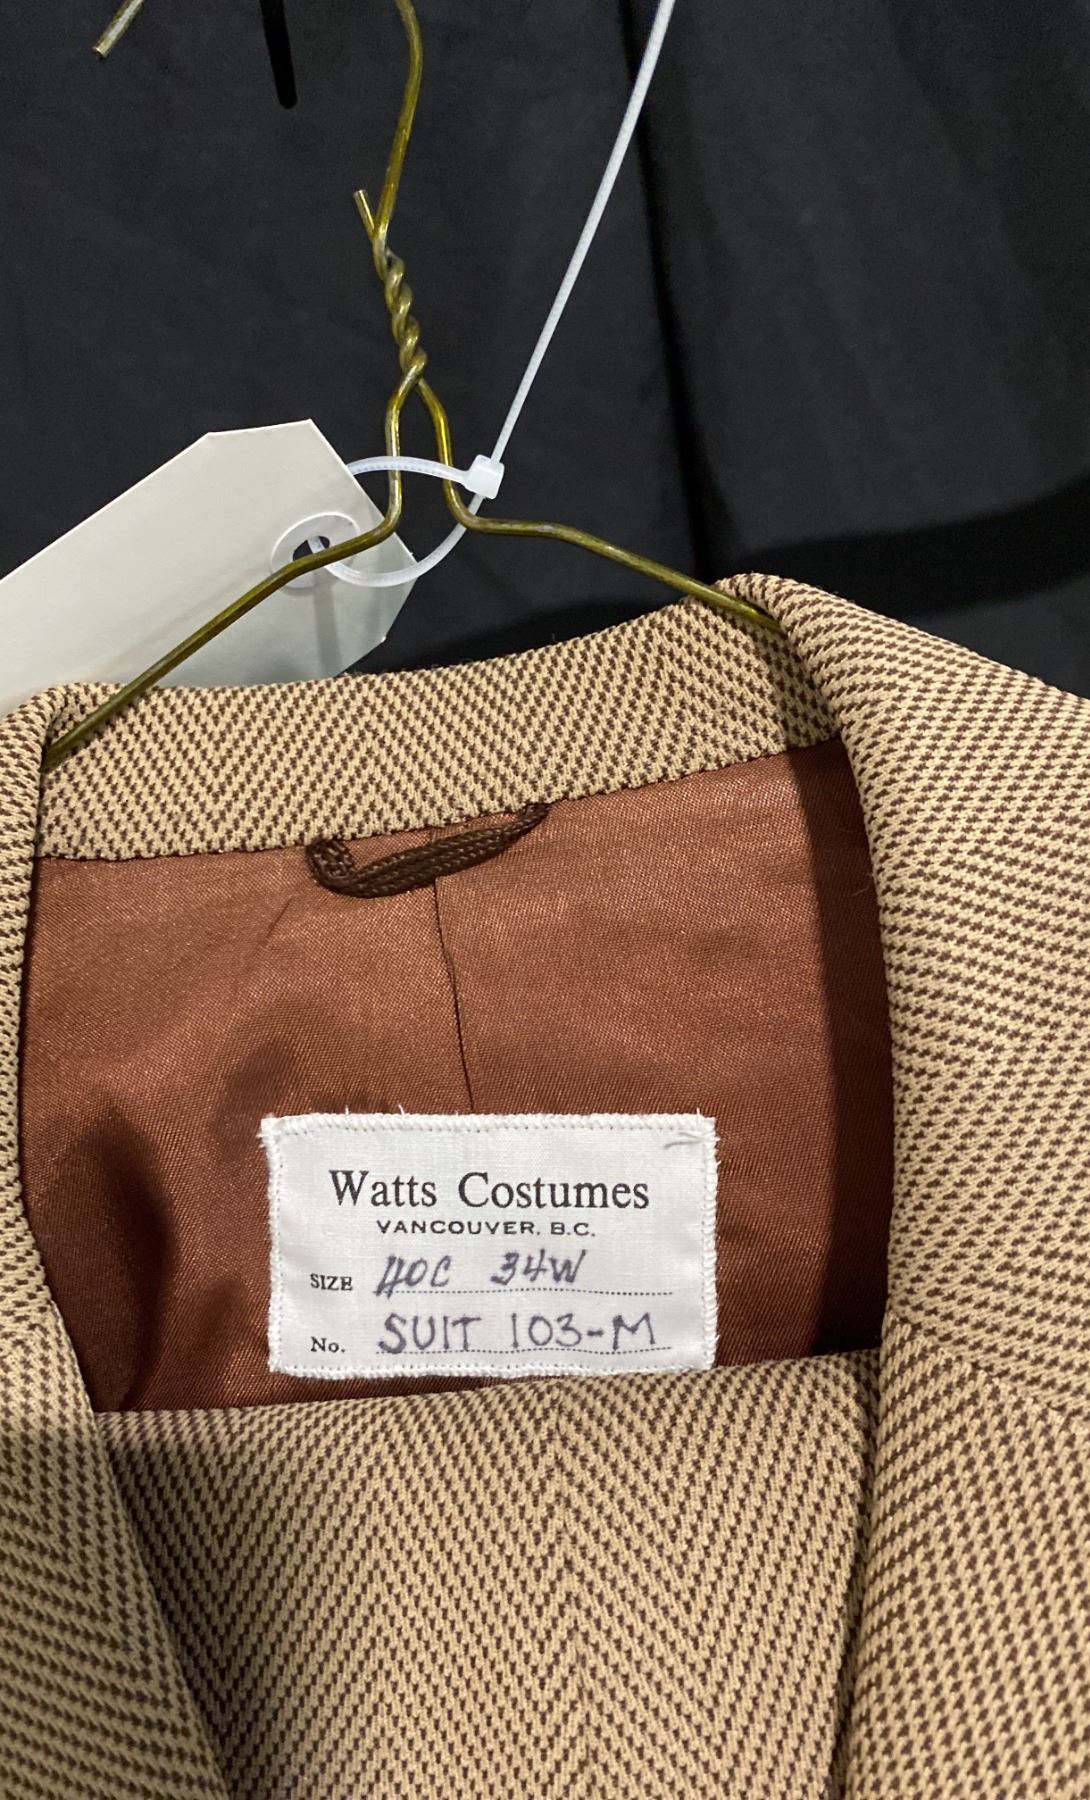 Watts Costumes
VANCOUVER, B.C.
SIZE 40C 34W
No. SUIT 103-M